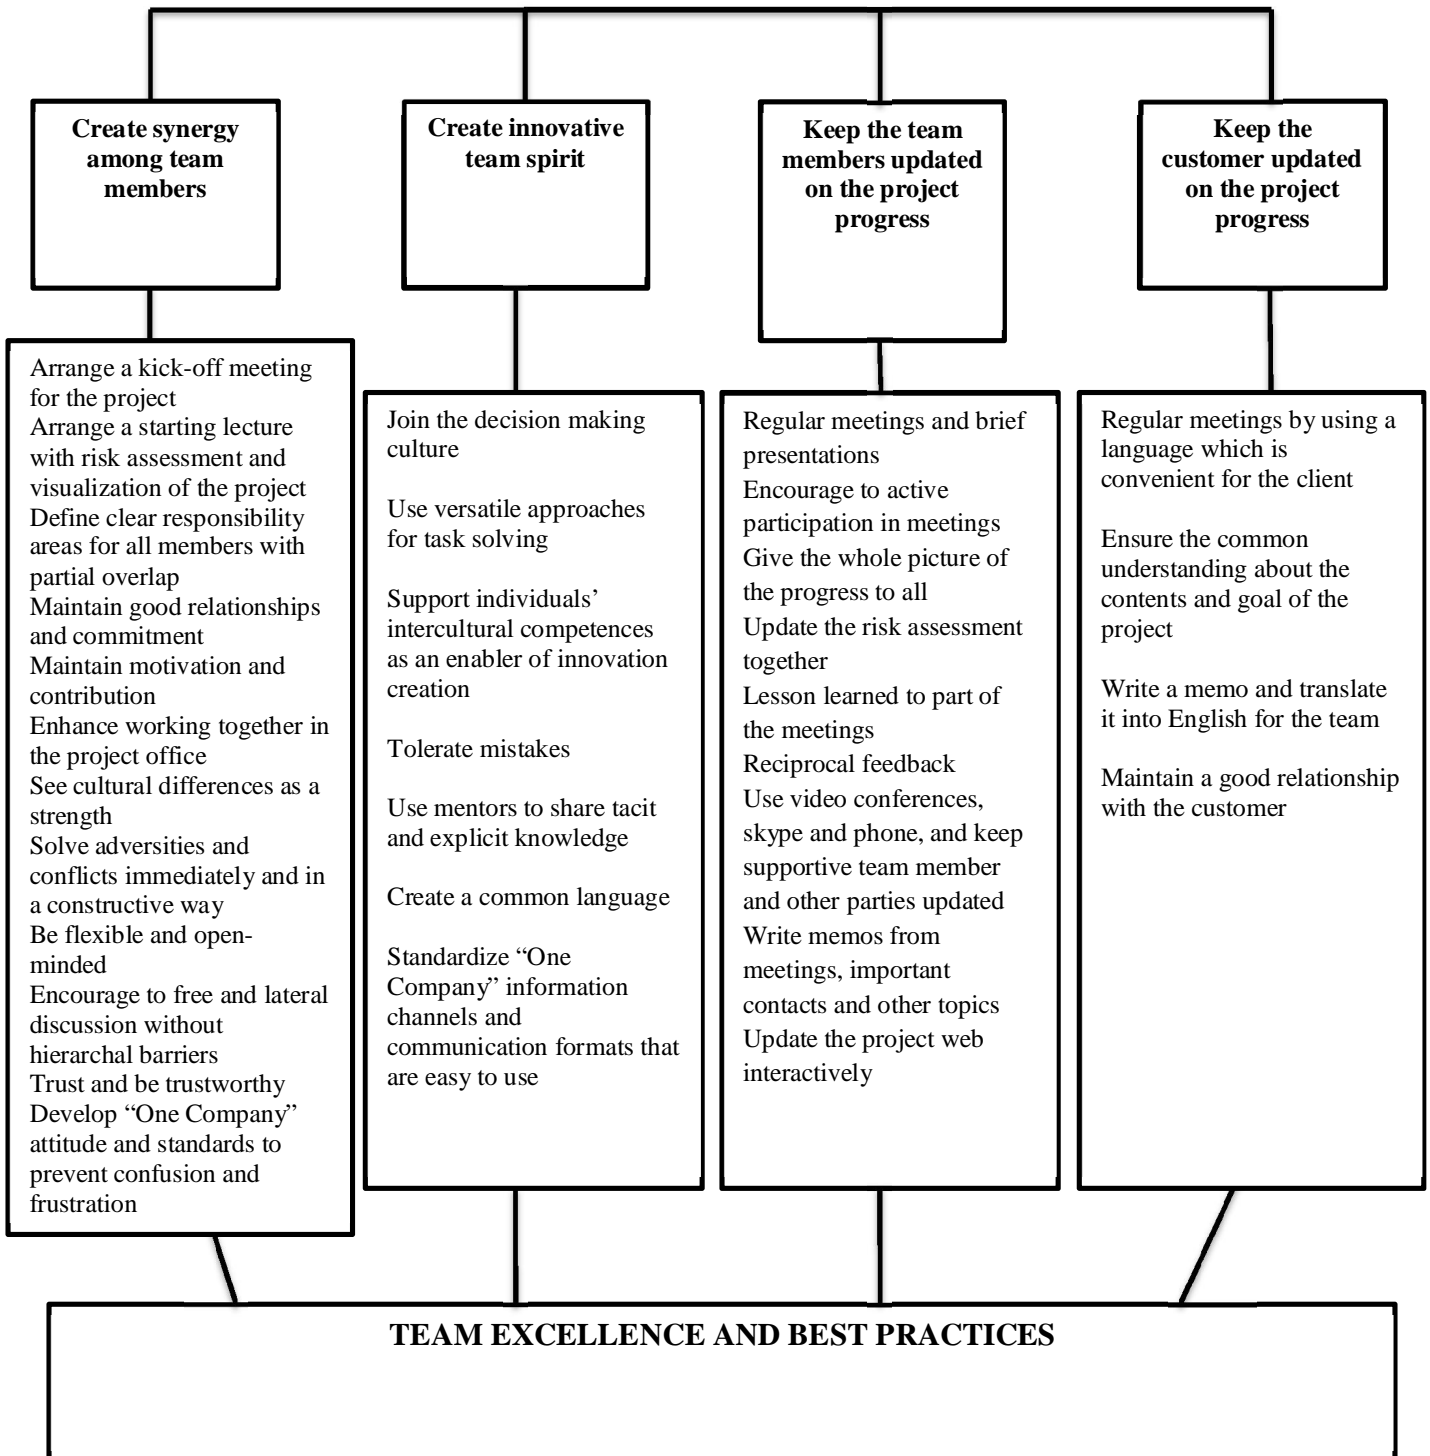 Create synergy
among team
members
Create innovative
team spirit
Keep the team
members updated
on the project
progress
Keep the
customer updated
on the project
progress
Arrange a kick-off meeting
for the project
Arrange a starting lecture
with risk assessment and
visualization of the project
Define clear responsibility
areas for all members with
partial overlap
Maintain good relationships
and commitment
Maintain motivation and
contribution
Enhance working together in
the project office
See cultural differences as a
strength
Solve adversities and
conflicts immediately and in
a constructive way
Be flexible and open-
minded
Encourage to free and lateral
discussion without
hierarchal barriers
Trust and be trustworthy
Develop “One Company”
attitude and standards to
prevent confusion and
frustration
Join the decision making
culture
Use versatile approaches
for task solving
Support individuals’
intercultural competences
as an enabler of innovation
creation
Tolerate mistakes
Use mentors to share tacit
and explicit knowledge
Create a common language
Standardize “One
Company” information
channels and
communication formats that
are easy to use
Regular meetings and brief
presentations
Encourage to active
participation in meetings
Give the whole picture of
the progress to all
Update the risk assessment
together
Lesson learned to part of
the meetings
Reciprocal feedback
Use video conferences,
skype and phone, and keep
supportive team member
and other parties updated
Write memos from
meetings, important
contacts and other topics
Update the project web
interactively
Regular meetings by using a
language which is
convenient for the client
Ensure the common
understanding about the
contents and goal of the
project
Write a memo and translate
it into English for the team
Maintain a good relationship
with the customer
TEAM EXCELLENCE AND BEST PRACTICES